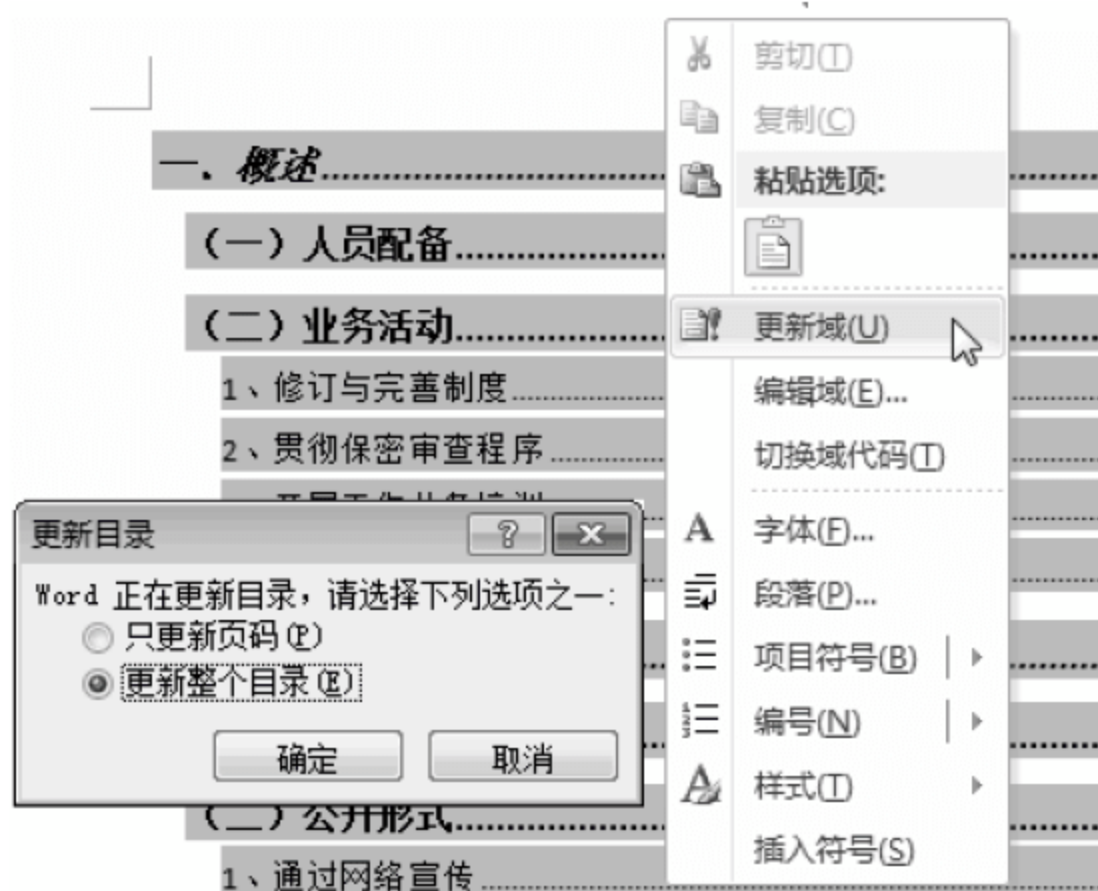 一、概述
（一）人员配备
（二）业务活动
1、修订与完善制度
2、贯彻保密审查程序
更新目录
Word 正在更新目录，请选择下列选项之一:
只更新页码(P)
更新整个目录(E)
确定
取消
（二）公开形式
1、通过网络宣传
剪切(T)
复制(C)
粘贴选项:
更新域(U)
编辑域(E)...
切换域代码(T)
A 字体(F)...
段落(P)...
项目符号(B)
编号(N)
样式(T)
插入符号(S)